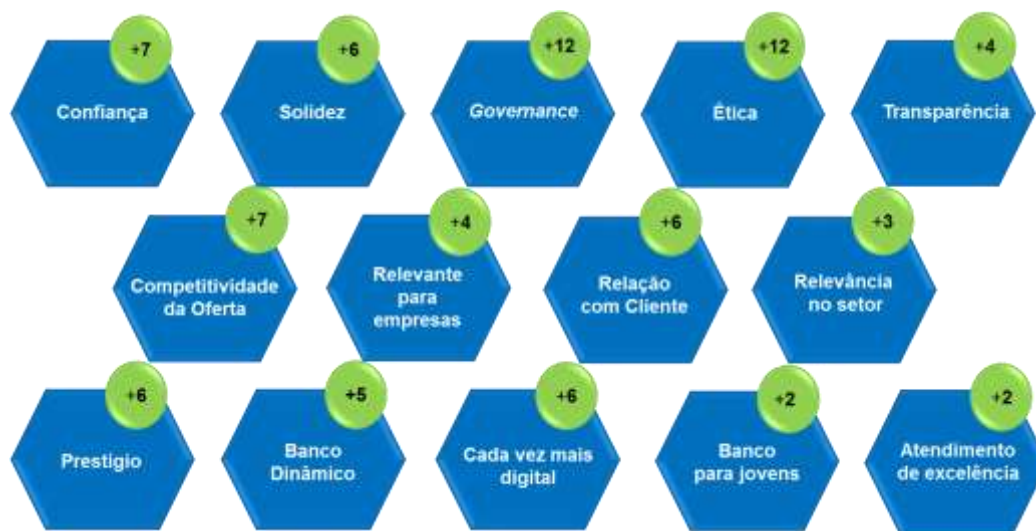 +7
Confiança
+6
Solidez
+12
Governance
+12
Ética
+4
Transparência
+7
Competitividade
da Oferta
+4
Relevante
para
empresas
+6
Relação
com Cliente
+3
Relevância
no setor
+6
Prestigio
+5
Banco
Dinâmico
+6
Cada vez mais
digital
+2
Banco
para jovens
+2
Atendimento
de excelência